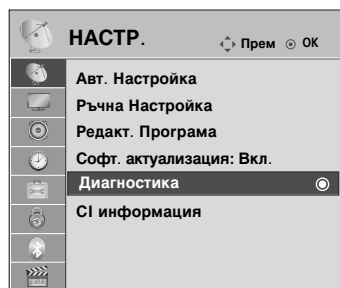 НАСТР. Прем OK
Авт. Настройка
Ръчна Настройка
Редакт. Програма
Софт. актуализация: Вкл.
Диагностика
CI информация